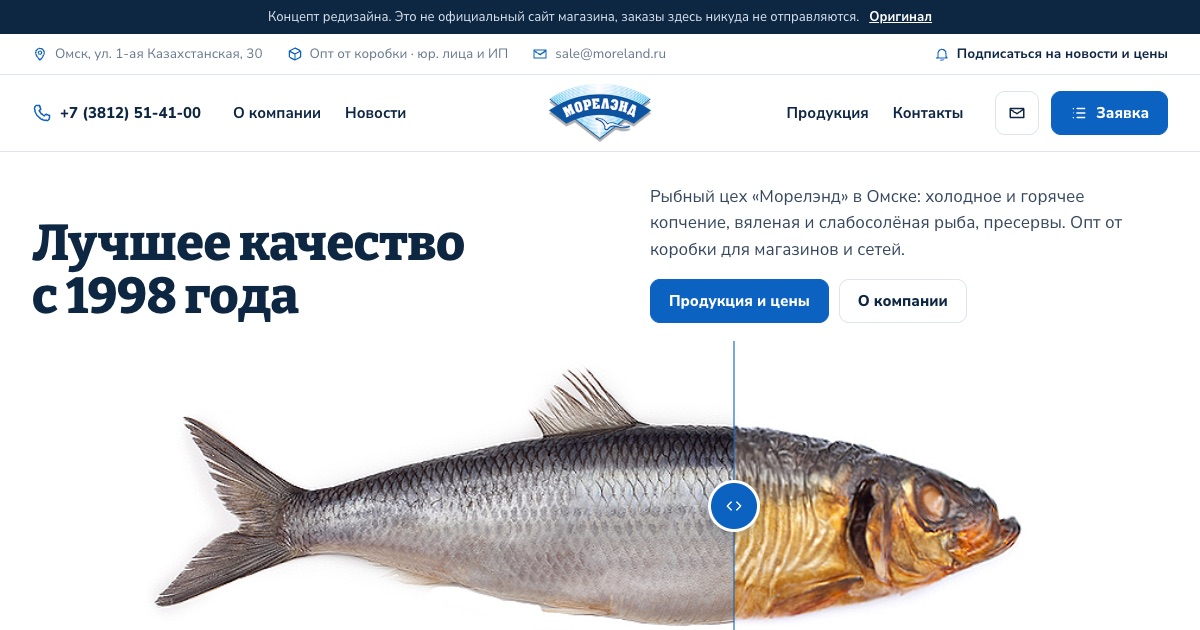 Концепт редизайна. Это не официальный сайт магазина, заказы здесь никуда не отправляются. Оригинал
Омск, ул. 1-ая Казахстанская, 30
Опт от коробки · юр. лица и ИП
sale@moreland.ru
Подписаться на новости и цены
+7 (3812) 51-41-00
О компании
Новости
МОРЕЛЭНД
Продукция
Контакты
Заявка
Лучшее качество
с 1998 года
Рыбный цех «Морелэнд» в Омске: холодное и горячее
копчение, вяленая и слабосолёная рыба, пресервы. Опт от
коробки для магазинов и сетей.
Продукция и цены
О компании